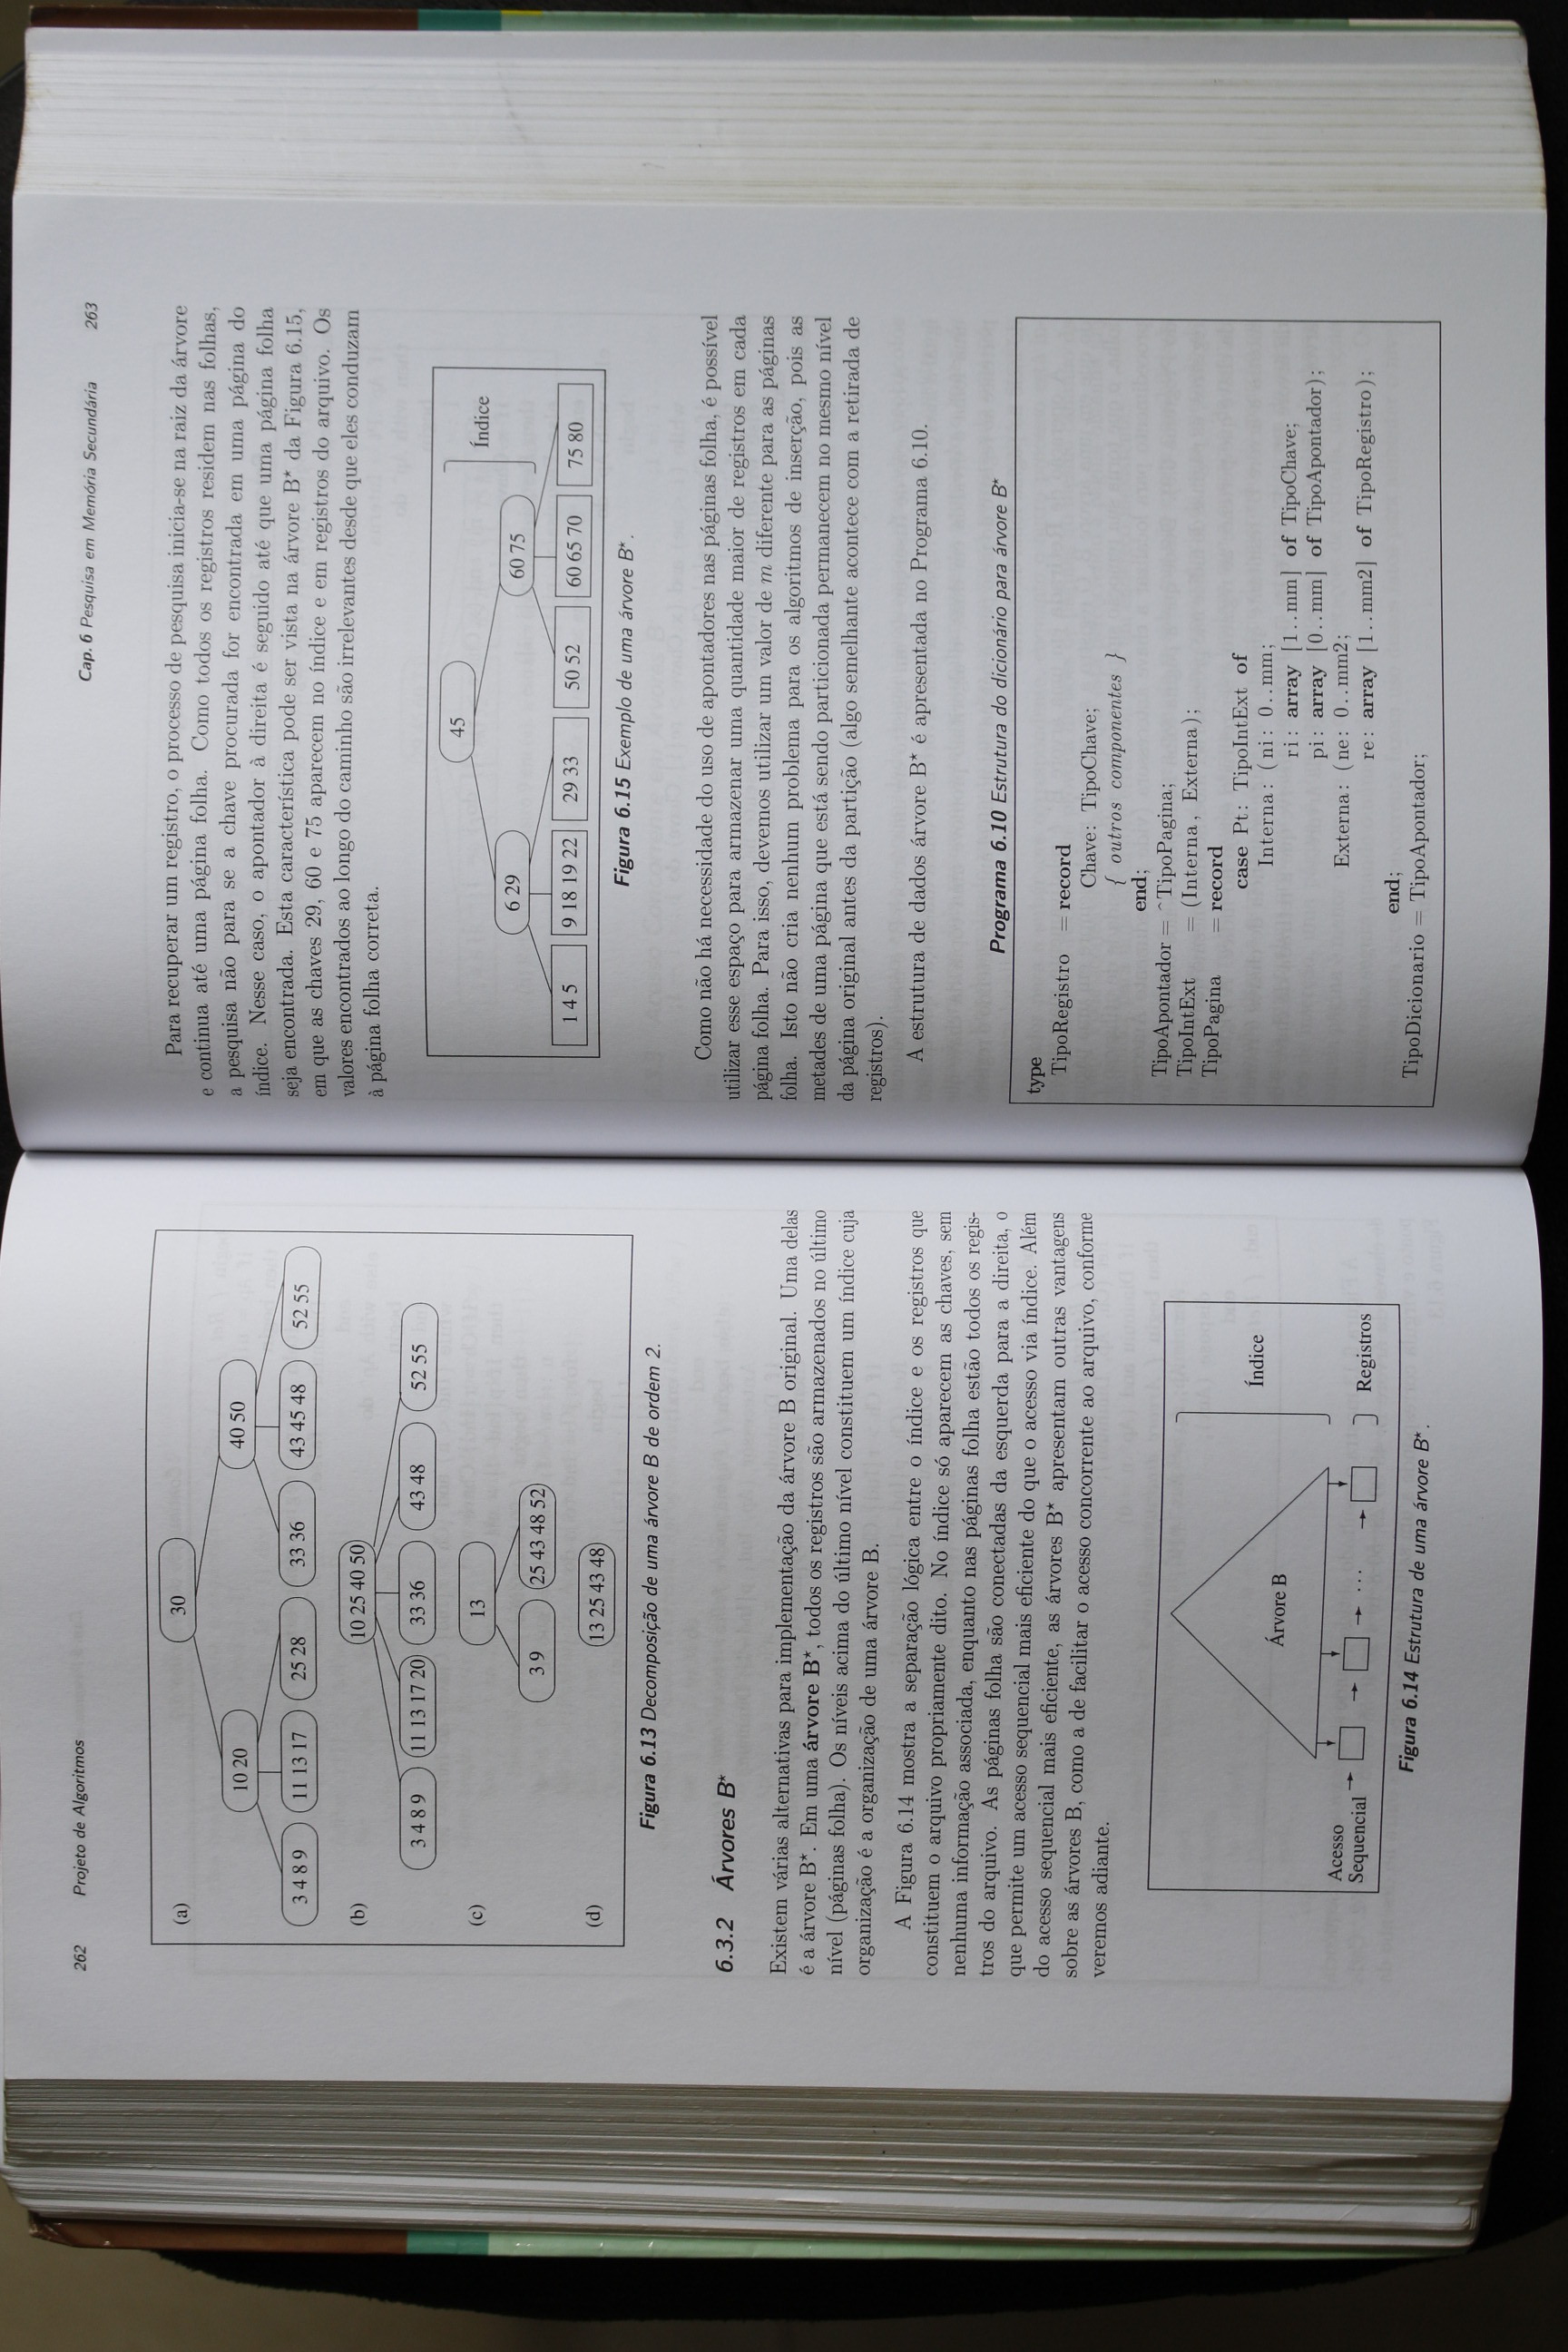 262 Projeto de Algoritmos
(a)
30
10 20
40 50
3 4 8 9
11 13 17
25 28
33 36
43 45 48
52 55
(b)
10 25 40 50
3 4 8 9
11 13 17 20
33 36
43 48
52 55
(c)
13
3 9
25 43 48 52
(d)
13 25 43 48
Figura 6.13 Decomposição de uma árvore B de ordem 2.
6.3.2 Árvores B*
Existem várias alternativas para implementação da árvore B original. Uma delas
é a árvore B*. Em uma árvore B*, todos os registros são armazenados no último
nível (páginas folha). Os níveis acima do último nível constituem um índice cuja
organização é a organização de uma árvore B.
A Figura 6.14 mostra a separação lógica entre o índice e os registros que
constituem o arquivo propriamente dito. No índice só aparecem as chaves, sem
nenhuma informação associada, enquanto nas páginas folha estão todos os regis-
tros do arquivo. As páginas folha são conectadas da esquerda para a direita, o
que permite um acesso sequencial mais eficiente do que o acesso via índice. Além
do acesso sequencial mais eficiente, as árvores B* apresentam outras vantagens
sobre as árvores B, como a de facilitar o acesso concorrente ao arquivo, conforme
veremos adiante.
Árvore B
Índice
Acesso
Sequencial
...
Registros
Figura 6.14 Estrutura de uma árvore B*.
Cap. 6 Pesquisa em Memória Secundária 263
Para recuperar um registro, o processo de pesquisa inicia-se na raiz da árvore
e continua até uma página folha. Como todos os registros residem nas folhas,
a pesquisa não para se a chave procurada for encontrada em uma página do
índice. Nesse caso, o apontador à direita é seguido até que uma página folha
seja encontrada. Esta característica pode ser vista na árvore B* da Figura 6.15,
em que as chaves 29, 60 e 75 aparecem no índice e em registros do arquivo. Os
valores encontrados ao longo do caminho são irrelevantes desde que eles conduzam
à página folha correta.
45
Índice
6 29
60 75
1 4 5
9 18 19 22
29 33
50 52
60 65 70
75 80
Figura 6.15 Exemplo de uma árvore B*.
Como não há necessidade do uso de apontadores nas páginas folha, é possível
utilizar esse espaço para armazenar uma quantidade maior de registros em cada
página folha. Para isso, devemos utilizar um valor de m diferente para as páginas
folha. Isto não cria nenhum problema para os algoritmos de inserção, pois as
metades de uma página que está sendo particionada permanecem no mesmo nível
da página original antes da partição (algo semelhante acontece com a retirada de
registros).
A estrutura de dados árvore B* é apresentada no Programa 6.10.
Programa 6.10 Estrutura do dicionário para árvore B*
type
TipoRegistro = record
Chave: TipoChave;
{ outros componentes }
end;
TipoApontador = ^TipoPagina;
TipoIntExt = (Interna, Externa);
TipoPagina = record
case Pt: TipoIntExt of
Interna: (ni: 0..mm;
ri: array [1..mm] of TipoChave;
pi: array [0..mm] of TipoApontador);
Externa: (ne: 0..mm2;
re: array [1..mm2] of TipoRegistro);
end;
TipoDicionario = TipoApontador;